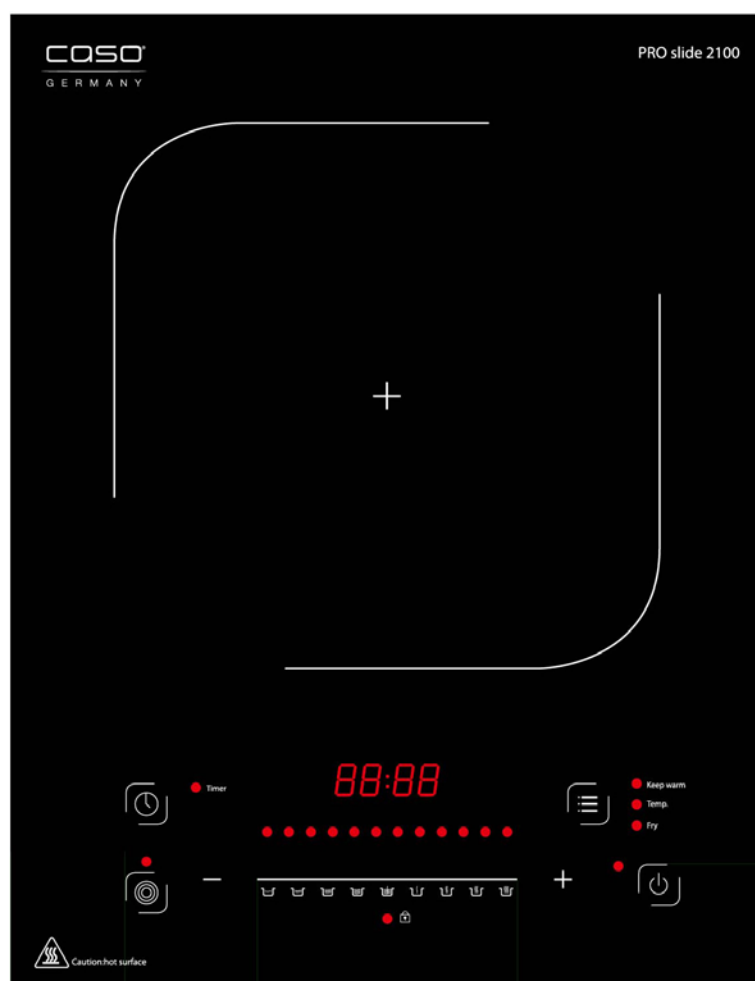 caso
GERMANY
PRO slide 2100
88:88
Timer
Keep warm
Temp.
Fry
Caution:hot surface